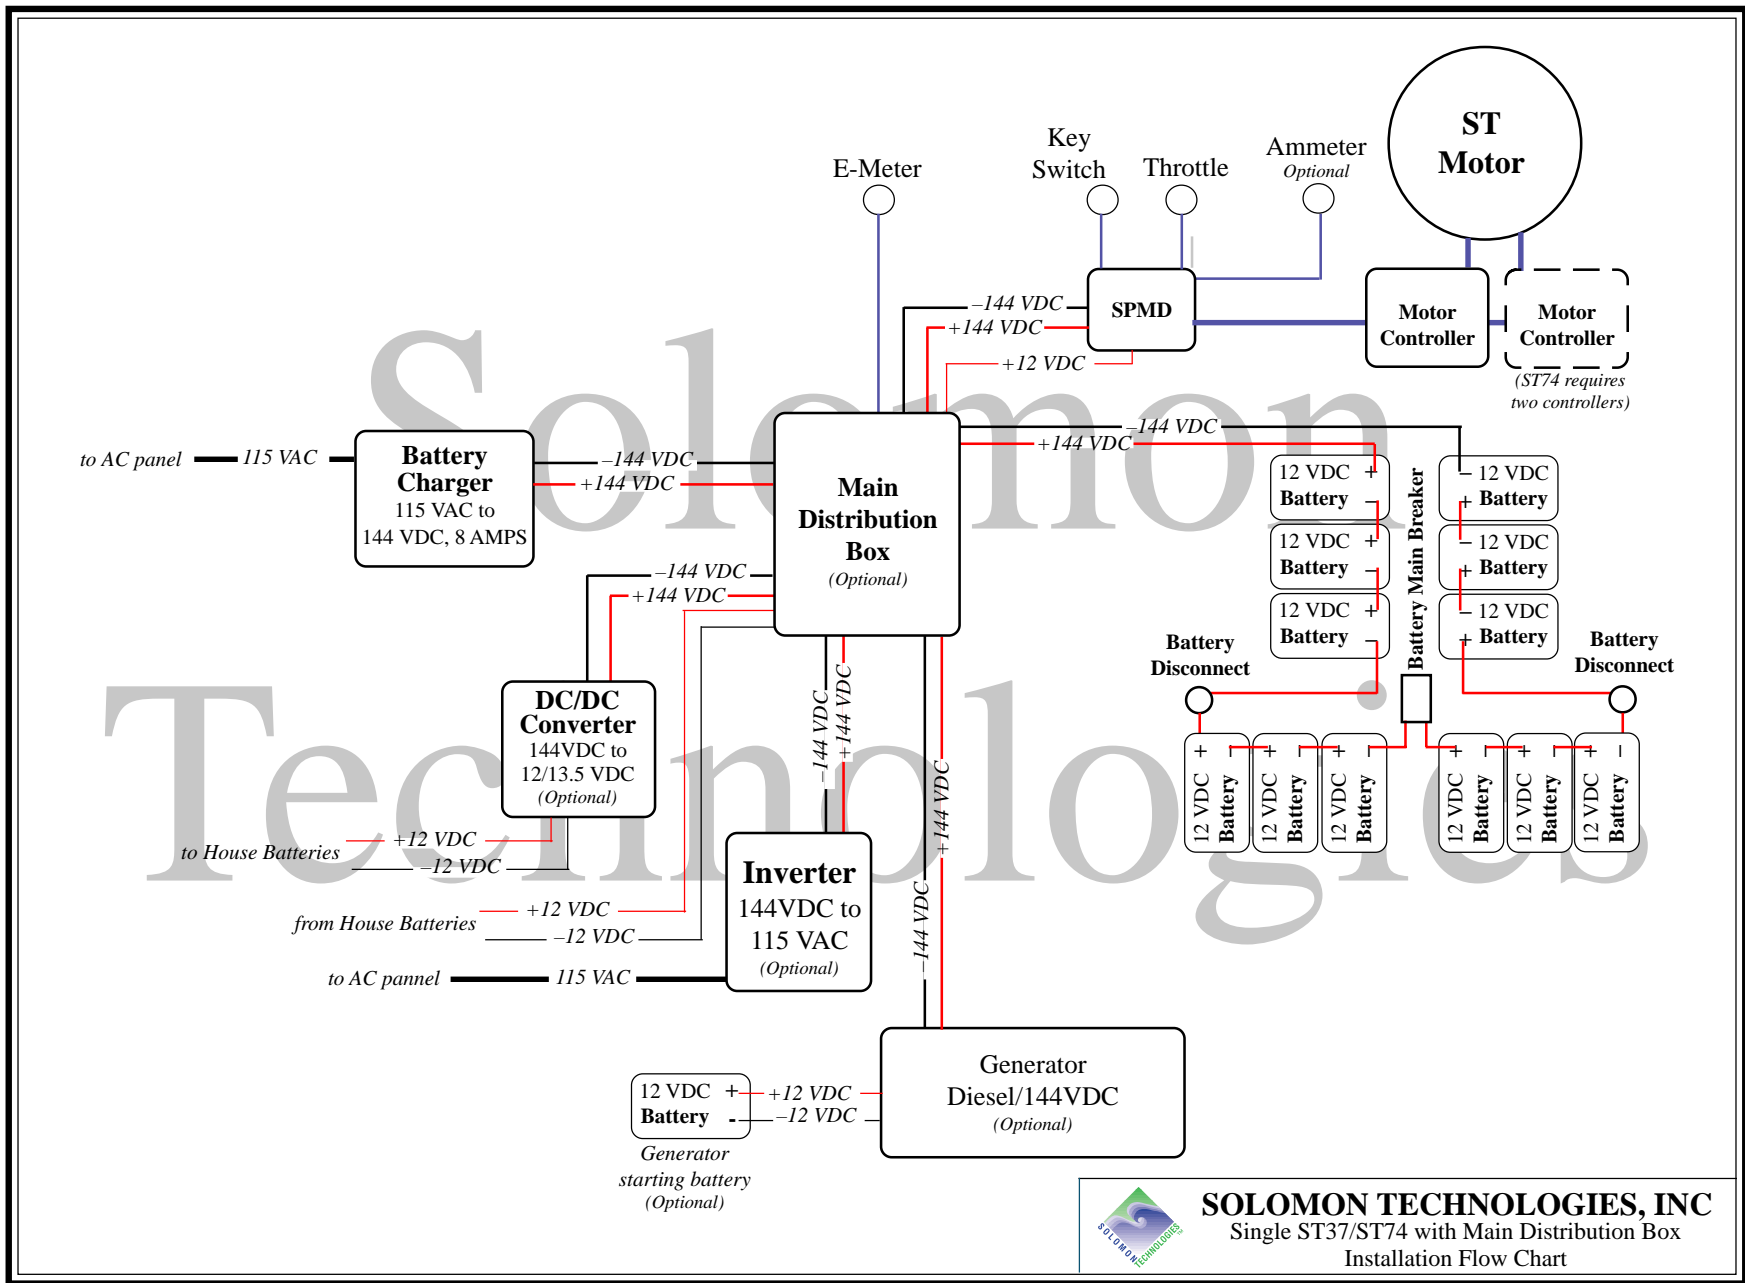 Solomon
Technologies
ST
Motor
Key
Switch
Throttle
Ammeter
Optional
E-Meter
–144 VDC
+144 VDC
+12 VDC
SPMD
Motor
Controller
Motor
Controller
(ST74 requires
two controllers)
to AC panel
115 VAC
Battery
Charger
115 VAC to
144 VDC, 8 AMPS
–144 VDC
+144 VDC
Main
Distribution
Box
(Optional)
–144 VDC
+144 VDC
12 VDC +
Battery –
12 VDC +
Battery –
12 VDC +
Battery –
Battery Main Breaker
– 12 VDC
+ Battery
– 12 VDC
+ Battery
– 12 VDC
+ Battery
Battery
Disconnect
Battery
Disconnect
12 VDC +
Battery –
12 VDC +
Battery –
12 VDC +
Battery –
12 VDC +
Battery –
12 VDC +
Battery –
12 VDC +
Battery –
–144 VDC
+144 VDC
DC/DC
Converter
144VDC to
12/13.5 VDC
(Optional)
–144 VDC
+144 VDC
+144 VDC
–144 VDC
to House Batteries
+12 VDC
–12 VDC
from House Batteries
+12 VDC
–12 VDC
Inverter
144VDC to
115 VAC
(Optional)
to AC pannel
115 VAC
Generator
Diesel/144VDC
(Optional)
12 VDC +
Battery -
+12 VDC
–12 VDC
Generator
starting battery
(Optional)
SOLOMON
TECHNOLOGIES™
SOLOMON TECHNOLOGIES, INC
Single ST37/ST74 with Main Distribution Box
Installation Flow Chart